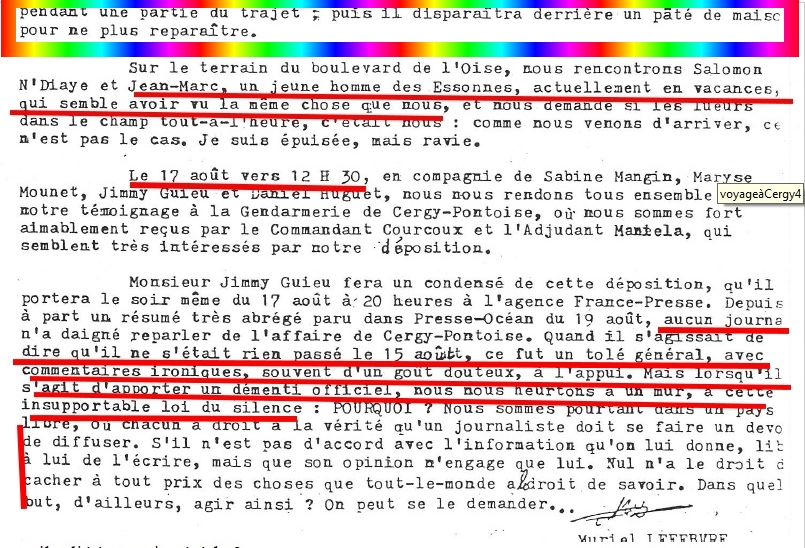 pendant une partie du trajet ; puis il disparaîtra derrière un pâté de maiso
pour ne plus reparaître.
Sur le terrain du boulevard de l'Oise, nous rencontrons Salomon
N'Diaye et Jean-Marc, un jeune homme des Essonnes, actuellement en vacances,
qui semble avoir vu la même chose que nous, et nous demande si les lueurs
dans le champ tout-à-l'heure, c'était nous : comme nous venons d'arriver, ce
n'est pas le cas. Je suis épuisée, mais ravie.
Le 17 août vers 12 H 30, en compagnie de Sabine Mangin, Maryse
Mounet, Jimmy Guieu et Daniel Huguet, nous nous rendons tous ensemble
voyageàCergy4
notre témoignage à la Gendarmerie de Cergy-Pontoise, où nous sommes fort
aimablement reçus par le Commandant Courcoux et l'Adjudant Mantela, qui
semblent très intéressés par notre déposition.
Monsieur Jimmy Guieu fera un condensé de cette déposition, qu'il
portera le soir même du 17 août à 20 heures à l'agence France-Presse. Depuis
à part un résumé très abrégé paru dans Presse-Océan du 19 août, aucun journa
n'a daigné reparler de l'affaire de Cergy-Pontoise. Quand il s'agissait de
dire qu'il ne s'était rien passé le 15 août, ce fut un tolé général, avec
commentaires ironiques, souvent d'un gout douteux, à l'appui. Mais lorsqu'il
s'agit d'apporter un démenti officiel, nous nous heurtons à un mur, à cette
insupportable loi du silence : POURQUOI ? Nous sommes pourtant dans un pays
libre, où chacun a droit à la vérité qu'un journaliste doit se faire un devo
de diffuser. S'il n'est pas d'accord avec l'information qu'on lui donne, lib
à lui de l'écrire, mais que son opinion n'engage que lui. Nul n'a le droit d
cacher à tout prix des choses que tout-le-monde a droit de savoir. Dans quel
but, d'ailleurs, agir ainsi ? On peut se le demander...
Muriel LEFEBVRE